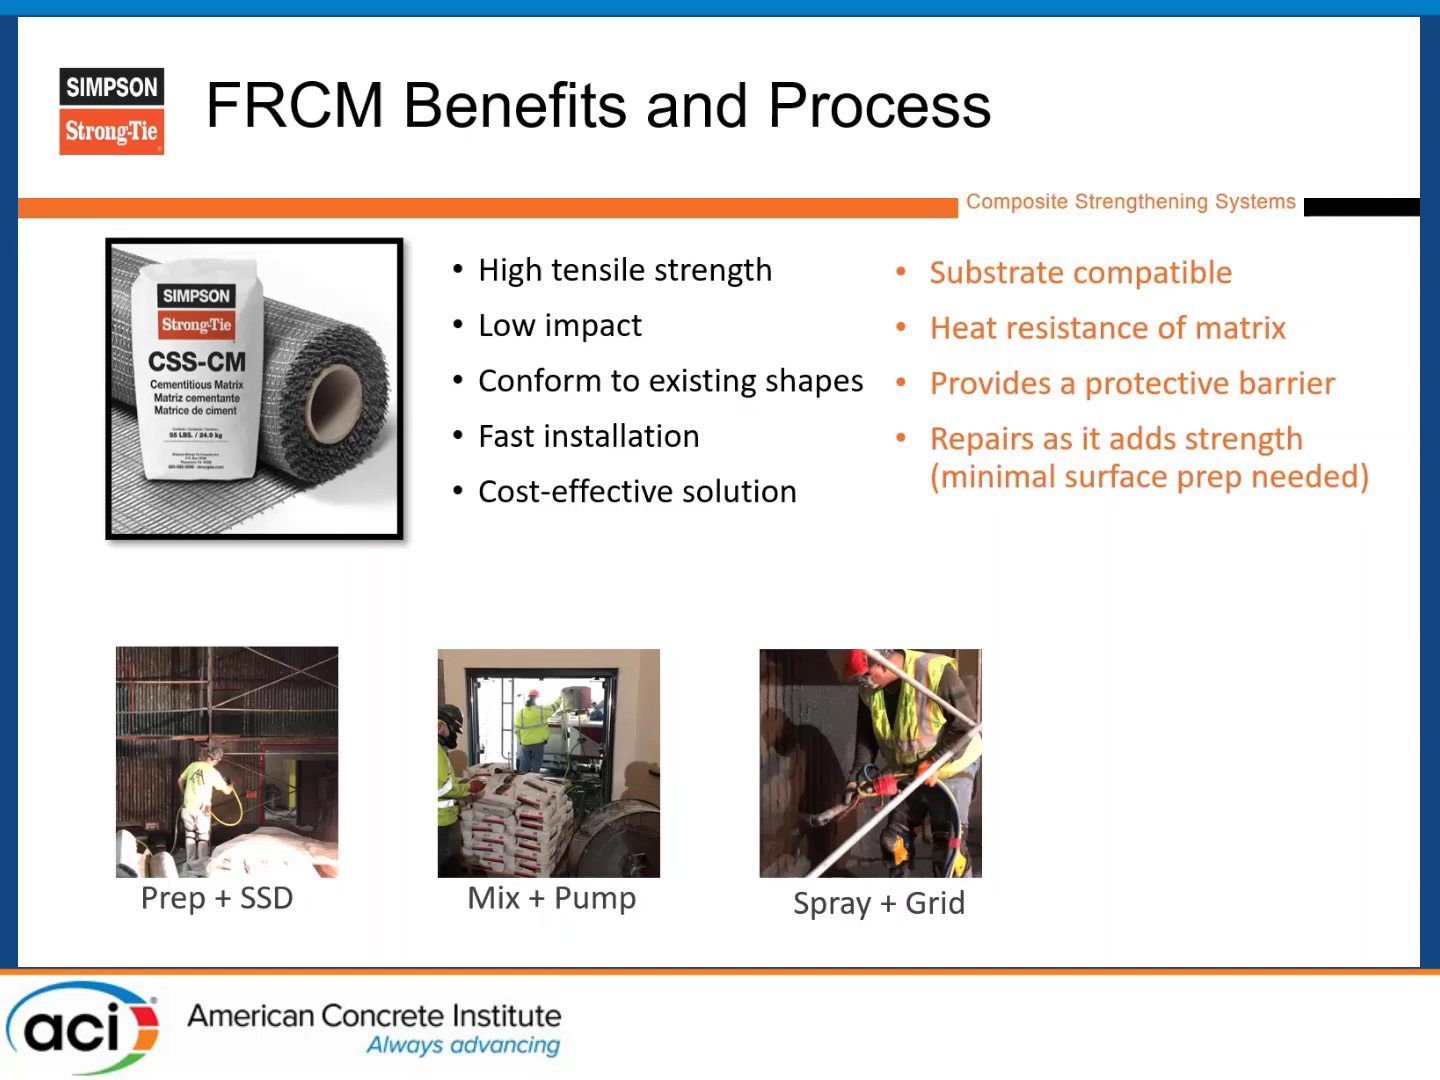 SIMPSON
Strong-Tie
FRCM Benefits and Process
Composite Strengthening Systems
SIMPSON
Strong-Tie
CSS-CM
Cementitious Matrix
Matriz cementante
Matrice de ciment
55 LBS. / 24.9 kg
• High tensile strength
• Low impact
• Conform to existing shapes
• Fast installation
• Cost-effective solution
• Substrate compatible
• Heat resistance of matrix
• Provides a protective barrier
• Repairs as it adds strength
(minimal surface prep needed)
Prep + SSD
Mix + Pump
Spray + Grid
aci
American Concrete Institute
Always advancing